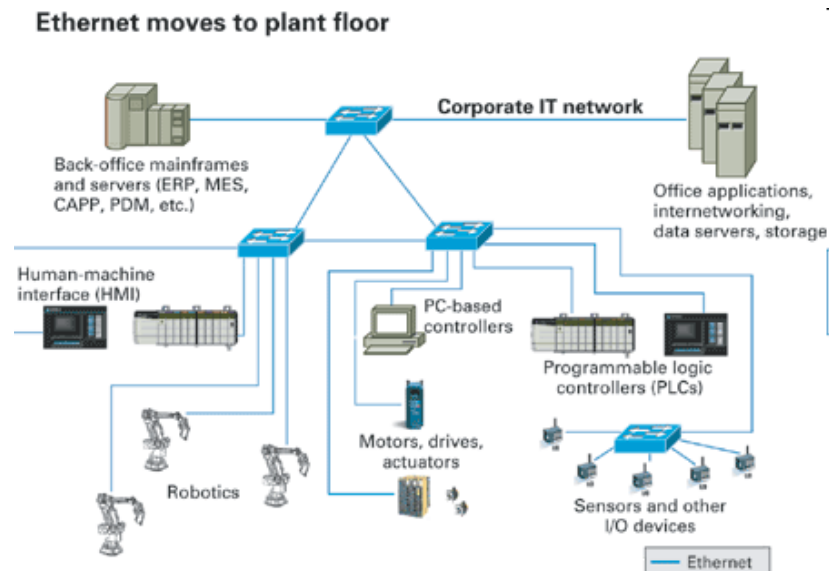 Ethernet moves to plant floor
Corporate IT network
Back-office mainframes
and servers (ERP, MES,
CAPP, PDM, etc.)
Office applications,
internetworking,
data servers, storage
Human-machine
interface (HMI)
PC-based
controllers
Programmable logic
controllers (PLCs)
Motors, drives,
actuators
Robotics
Sensors and other
I/O devices
Ethernet